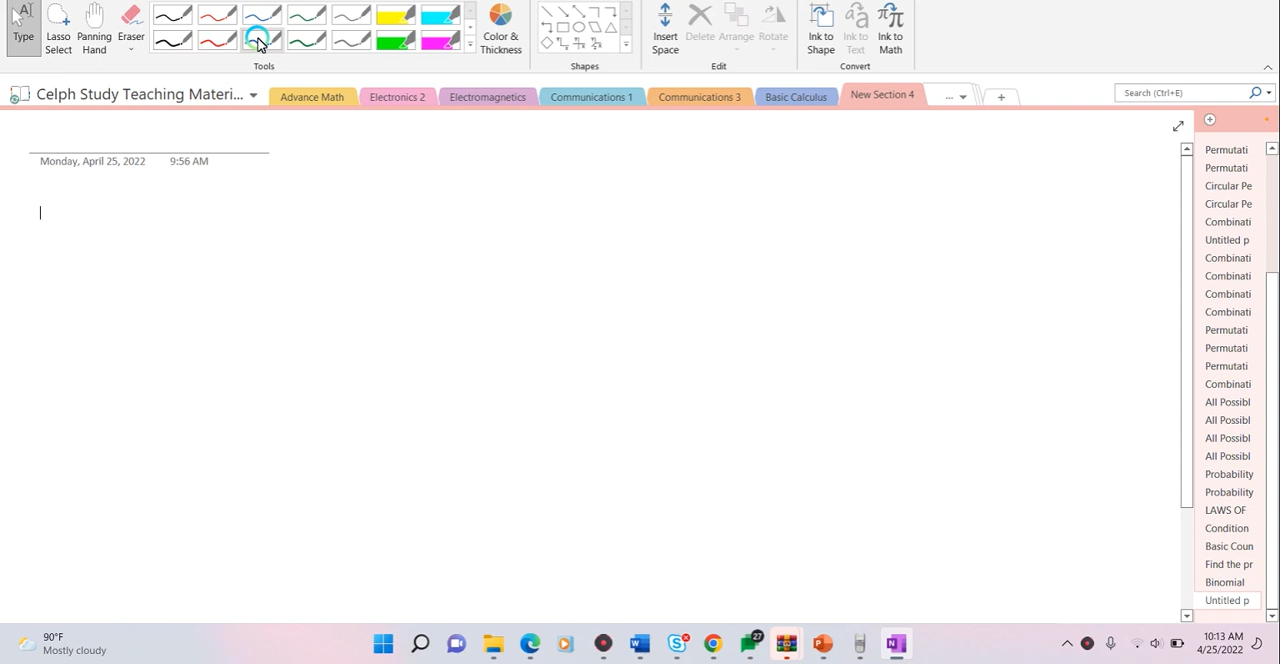 Type
Lasso
Select
Panning
Hand
Eraser
Color &
Thickness
Insert
Space
Delete
Arrange
Rotate
Ink to
Shape
Ink to
Text
Ink to
Math
Tools
Shapes
Edit
Convert
Celph Study Teaching Materi...
Advance Math
Electronics 2
Electromagnetics
Communications 1
Communications 3
Basic Calculus
New Section 4
...
Search (Ctrl+E)
Monday, April 25, 2022 9:56 AM
Permutati
Permutati
Circular Pe
Circular Pe
Combinati
Untitled p
Combinati
Combinati
Combinati
Combinati
Permutati
Permutati
Permutati
Combinati
All Possibl
All Possibl
All Possibl
All Possibl
Probability
Probability
LAWS OF
Condition
Basic Coun
Find the pr
Binomial
Untitled p
90°F
Mostly cloudy
27
10:13 AM
4/25/2022